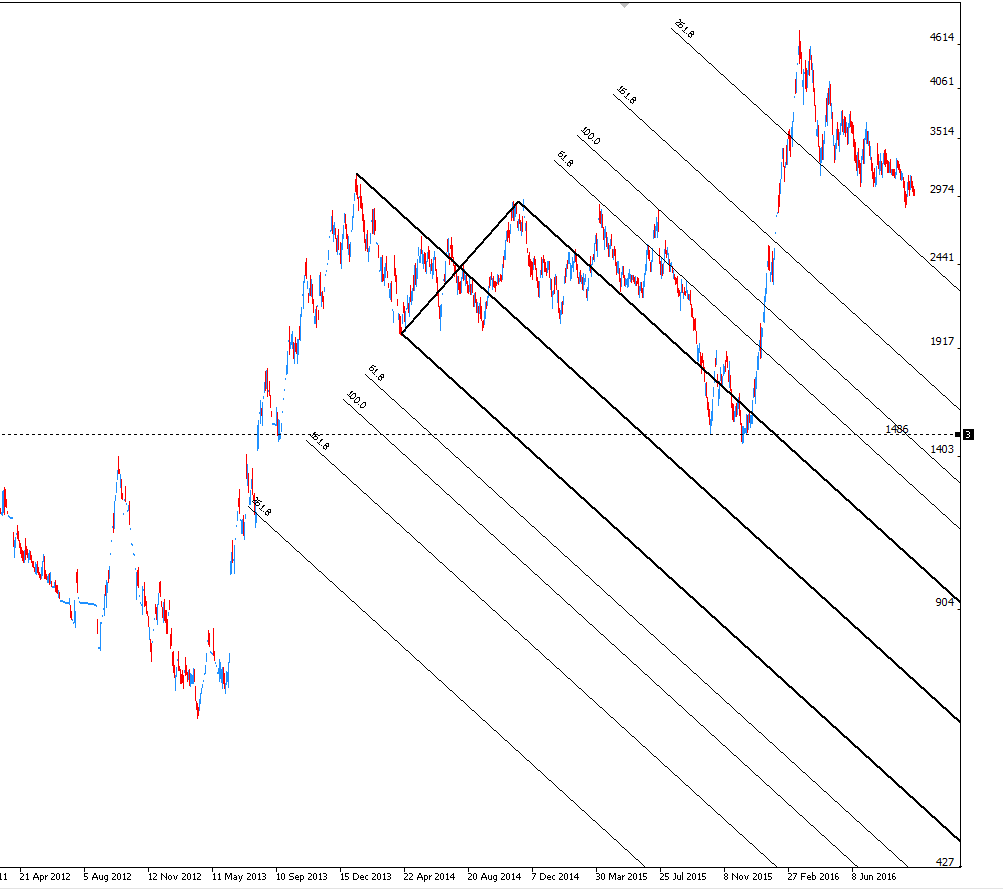 261.8
4614
161.8
4061
100.0
3514
61.8
2974
2441
1917
61.8
100.0
1486
3
161.8
1403
261.8
904
427
11
21 Apr 2012
5 Aug 2012
12 Nov 2012
11 May 2013
10 Sep 2013
15 Dec 2013
22 Apr 2014
20 Aug 2014
7 Dec 2014
30 Mar 2015
25 Jul 2015
8 Nov 2015
27 Feb 2016
8 Jun 2016